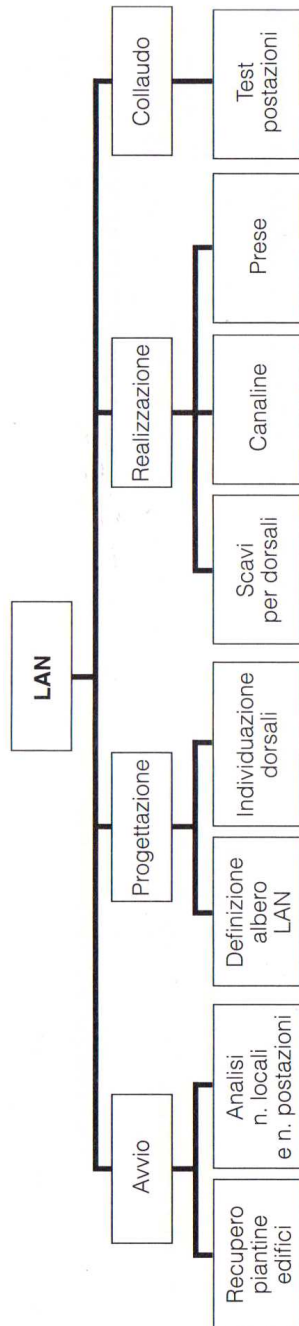 LAN
Avvio
Progettazione
Realizzazione
Collaudo
Recupero
piantine
edifici
Analisi
n. locali
e n. postazioni
Definizione
albero
LAN
Individuazione
dorsali
Scavi
per dorsali
Canaline
Prese
Test
postazioni